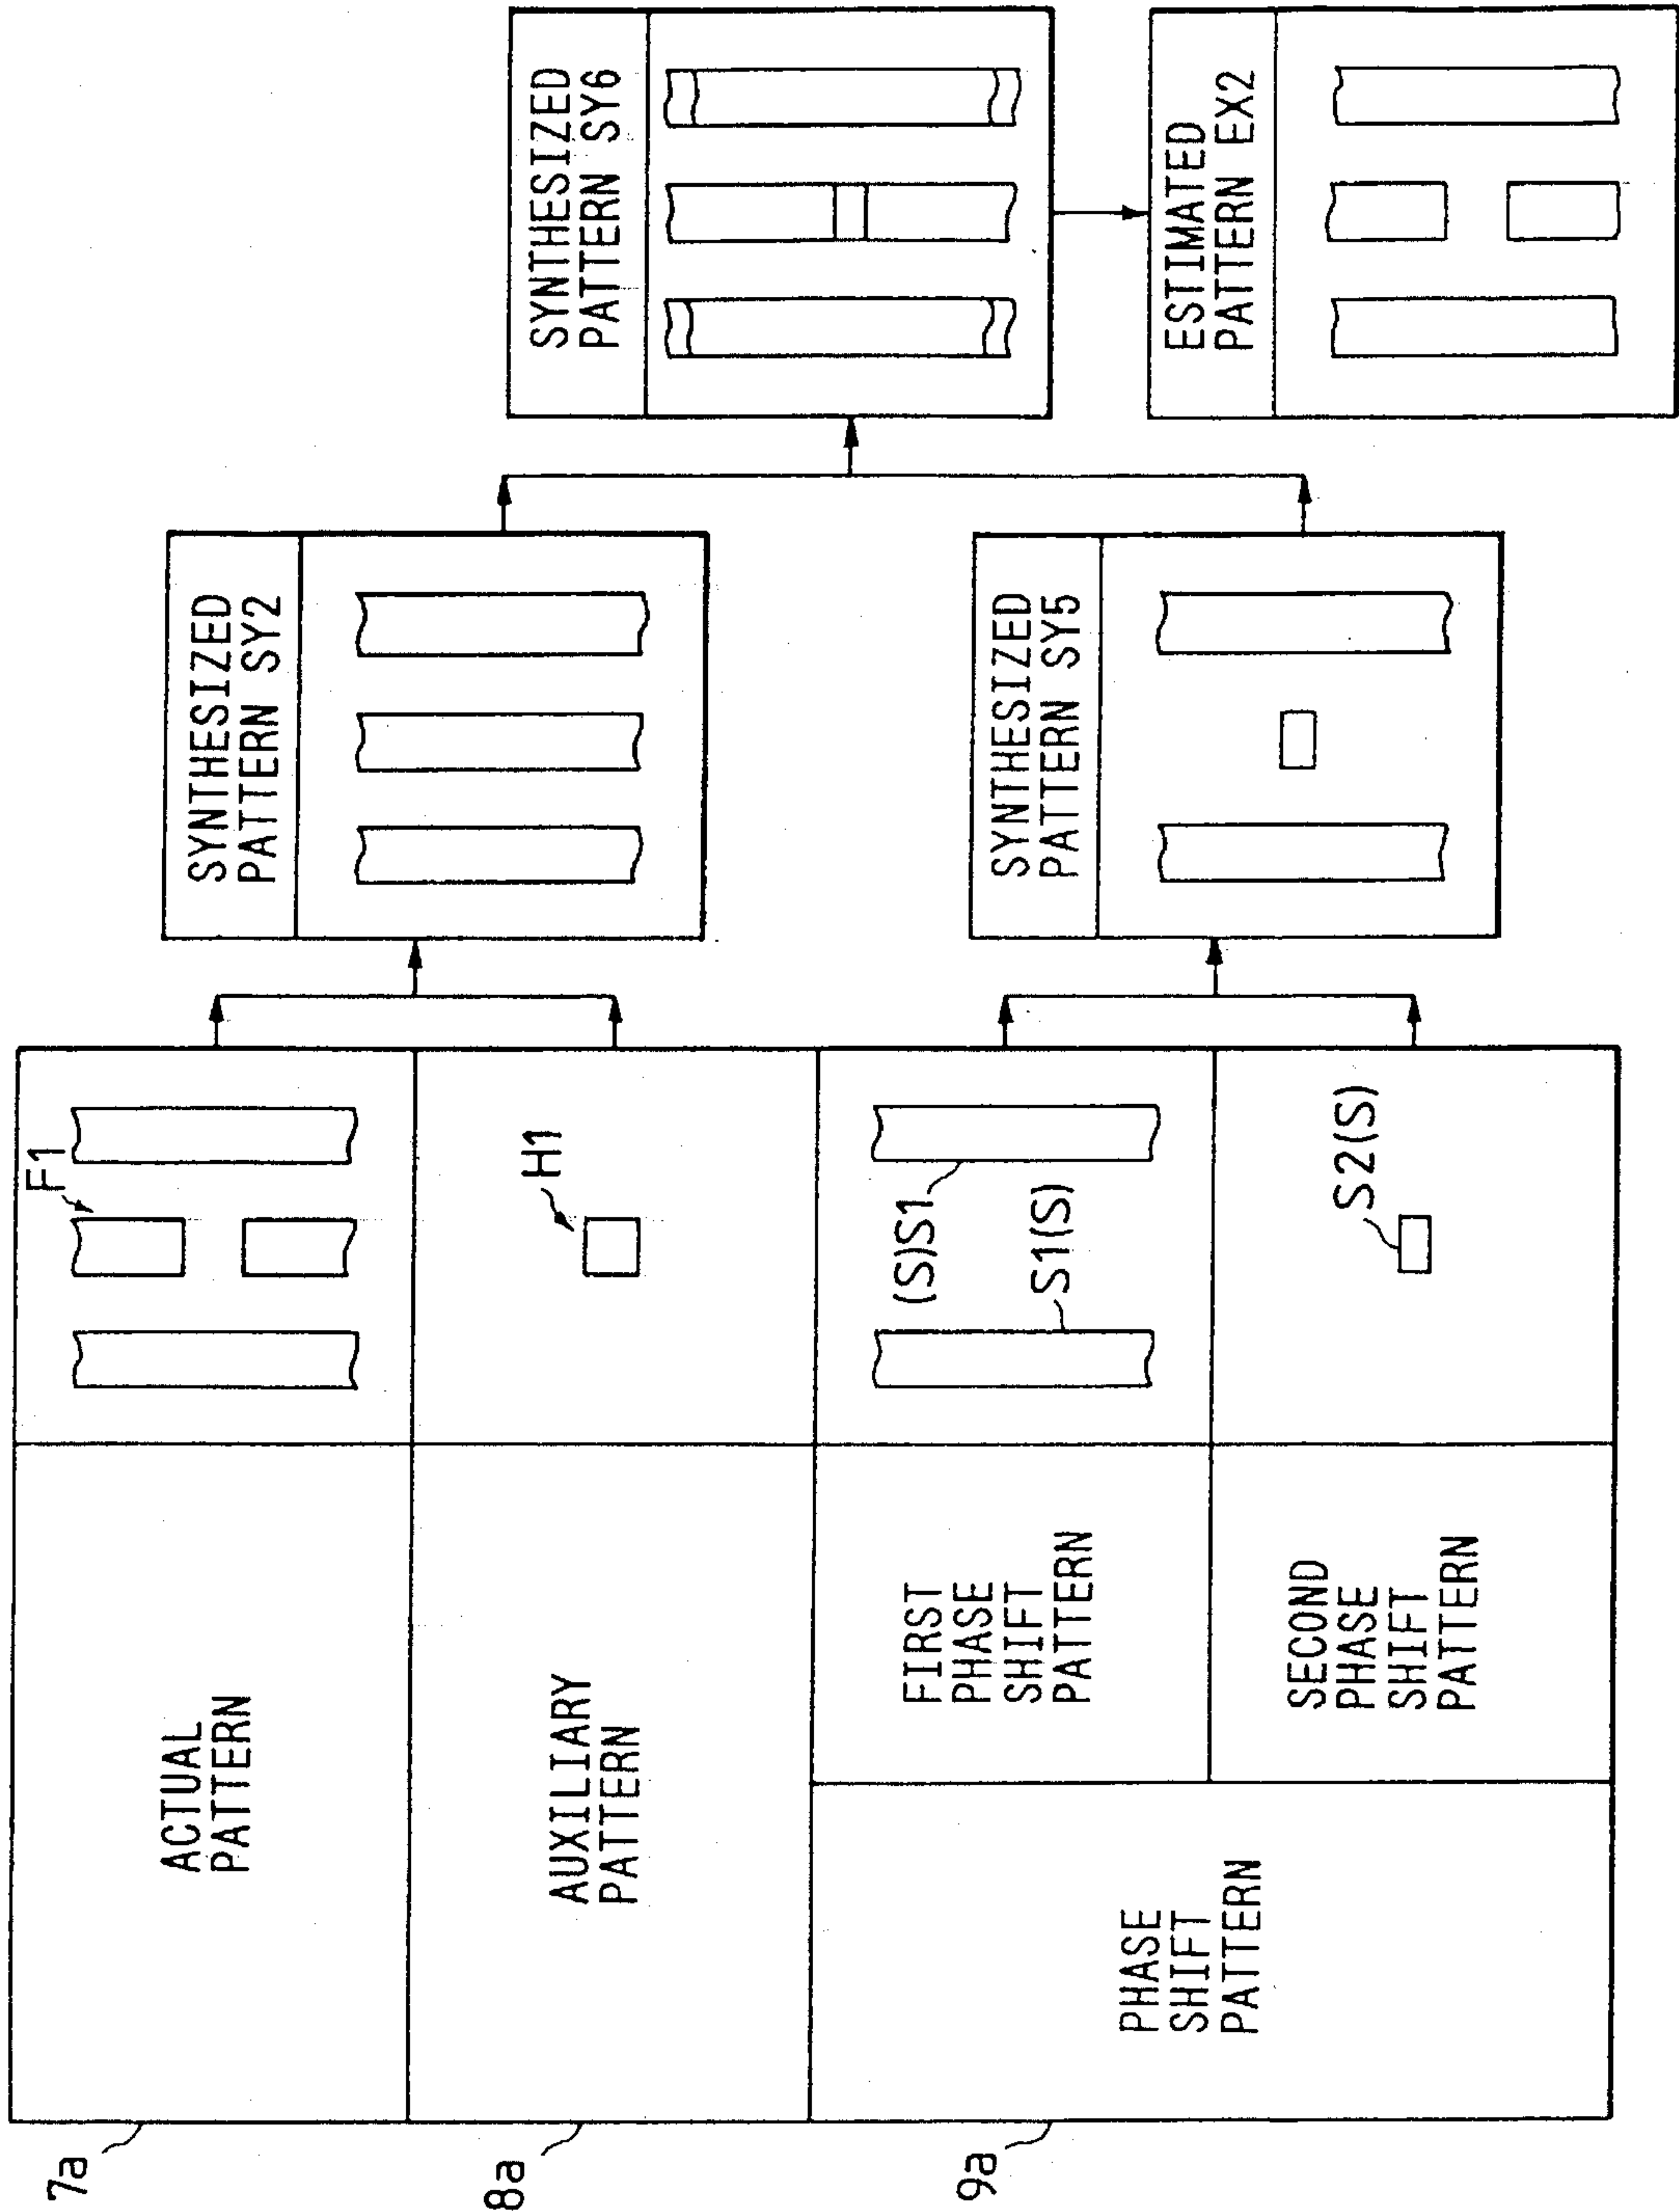 7a
ACTUAL
PATTERN
F1
8a
AUXILIARY
PATTERN
H1
9a
PHASE
SHIFT
PATTERN
FIRST
PHASE
SHIFT
PATTERN
(S)S1
S1(S)
SECOND
PHASE
SHIFT
PATTERN
S2(S)
SYNTHESIZED
PATTERN SY2
SYNTHESIZED
PATTERN SY5
SYNTHESIZED
PATTERN SY6
ESTIMATED
PATTERN EX2